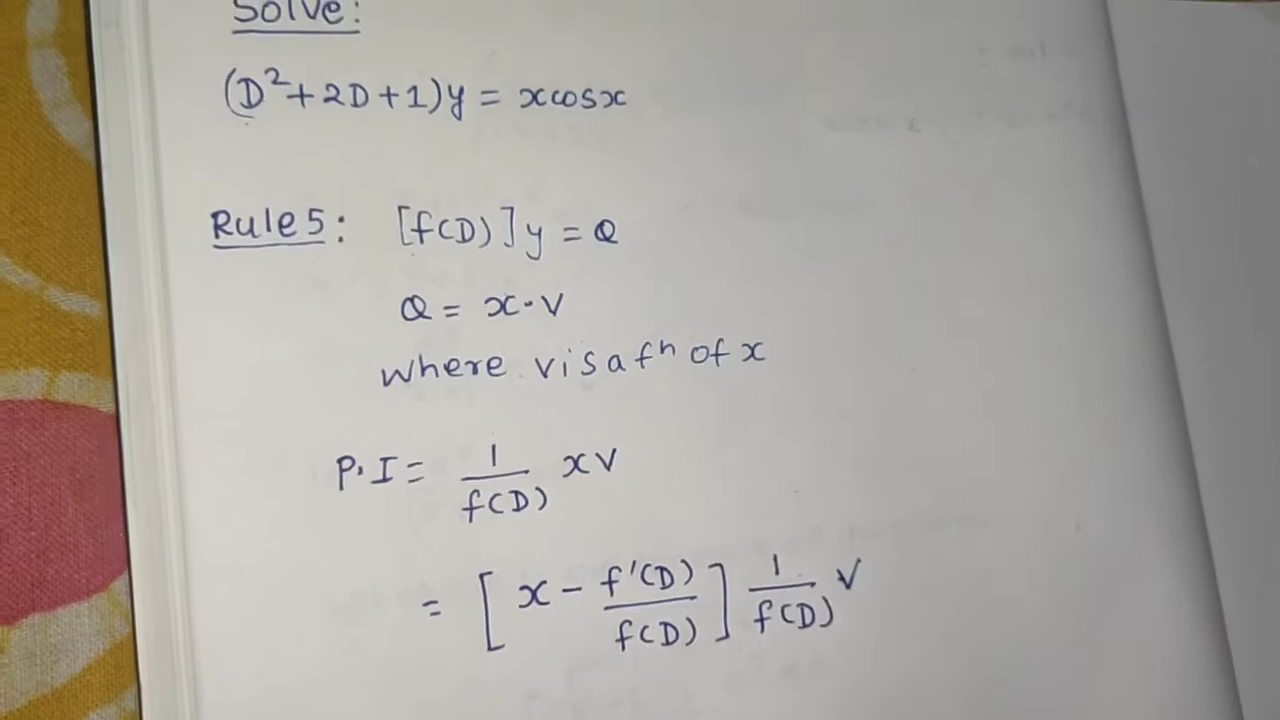 Solve:
(D²+2D+1)y = xcosx
Rule5: [f(D)]y = Q
Q = x·V
where v is a fⁿ of x
P.I = 1/f(D) xV
= [x - f'(D)/f(D)] 1/f(D) V